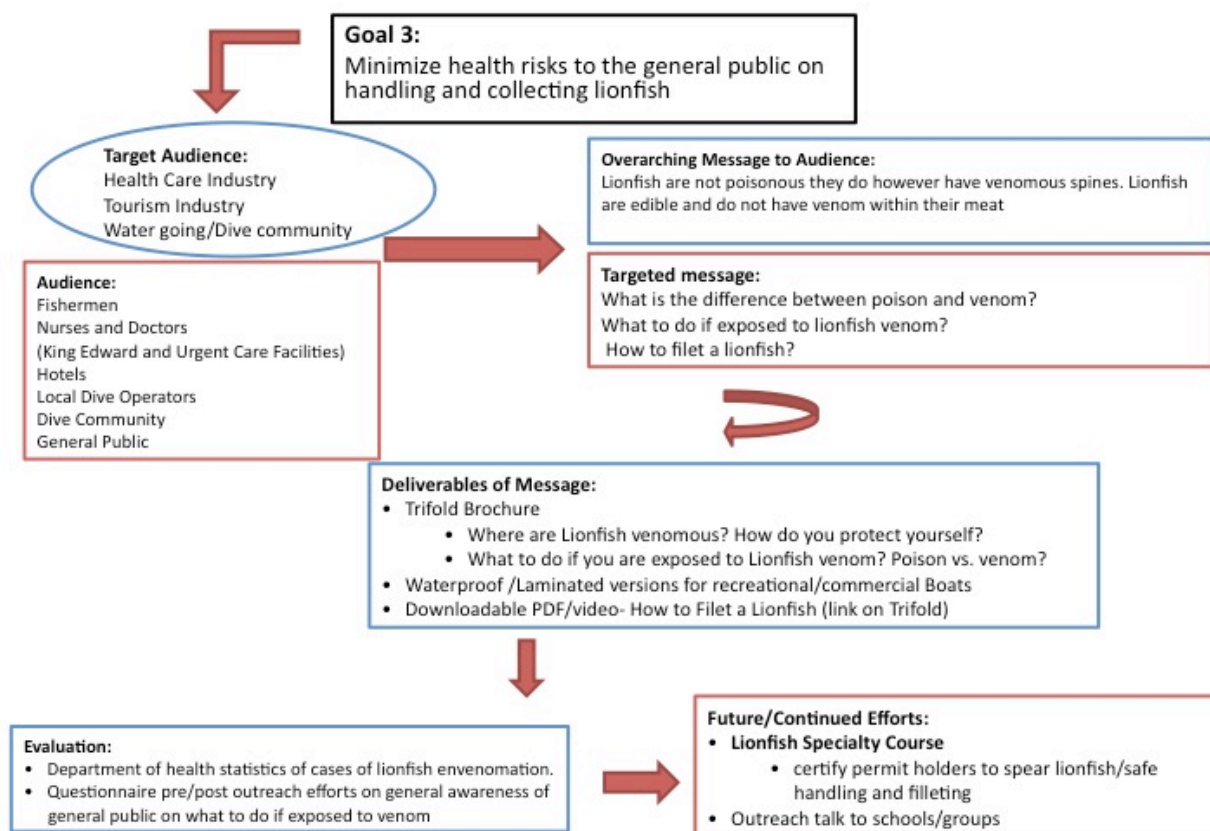 Goal 3:
Minimize health risks to the general public on
handling and collecting lionfish
Target Audience:
Health Care Industry
Tourism Industry
Water going/Dive community
Overarching Message to Audience:
Lionfish are not poisonous they do however have venomous spines. Lionfish
are edible and do not have venom within their meat
Audience:
Fishermen
Nurses and Doctors
(King Edward and Urgent Care Facilities)
Hotels
Local Dive Operators
Dive Community
General Public
Targeted message:
What is the difference between poison and venom?
What to do if exposed to lionfish venom?
How to filet a lionfish?
Deliverables of Message:
• Trifold Brochure
• Where are Lionfish venomous? How do you protect yourself?
• What to do if you are exposed to Lionfish venom? Poison vs. venom?
• Waterproof /Laminated versions for recreational/commercial Boats
• Downloadable PDF/video- How to Filet a Lionfish (link on Trifold)
Evaluation:
• Department of health statistics of cases of lionfish envenomation.
• Questionnaire pre/post outreach efforts on general awareness of
general public on what to do if exposed to venom
Future/Continued Efforts:
• Lionfish Specialty Course
• certify permit holders to spear lionfish/safe
handling and filleting
• Outreach talk to schools/groups